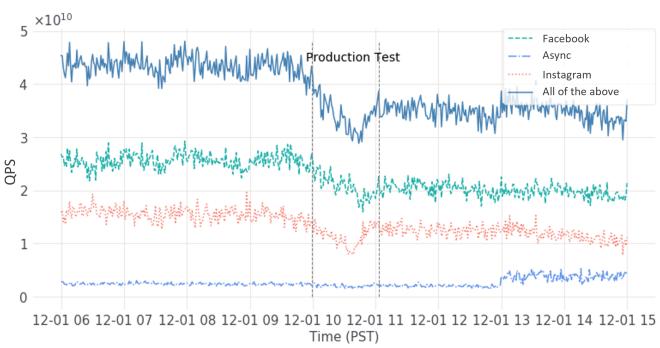 ×10¹⁰
5
4
3
2
1
0
QPS
Production Test
Facebook
Async
Instagram
All of the above
12-01 06 12-01 07 12-01 08 12-01 09 12-01 10 12-01 11 12-01 12 12-01 13 12-01 14 12-01 15
Time (PST)